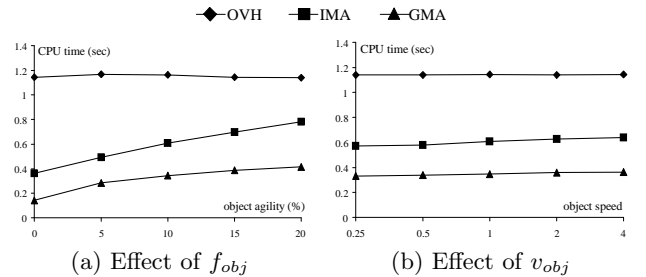 OVH IMA GMA
CPU time (sec)
1.4
1.2
1
0.8
0.6
0.4
0.2
0
0 5 10 15 20
object agility (%)
(a) Effect of f_obj
CPU time (sec)
1.4
1.2
1
0.8
0.6
0.4
0.2
0
0.25 0.5 1 2 4
object speed
(b) Effect of v_obj